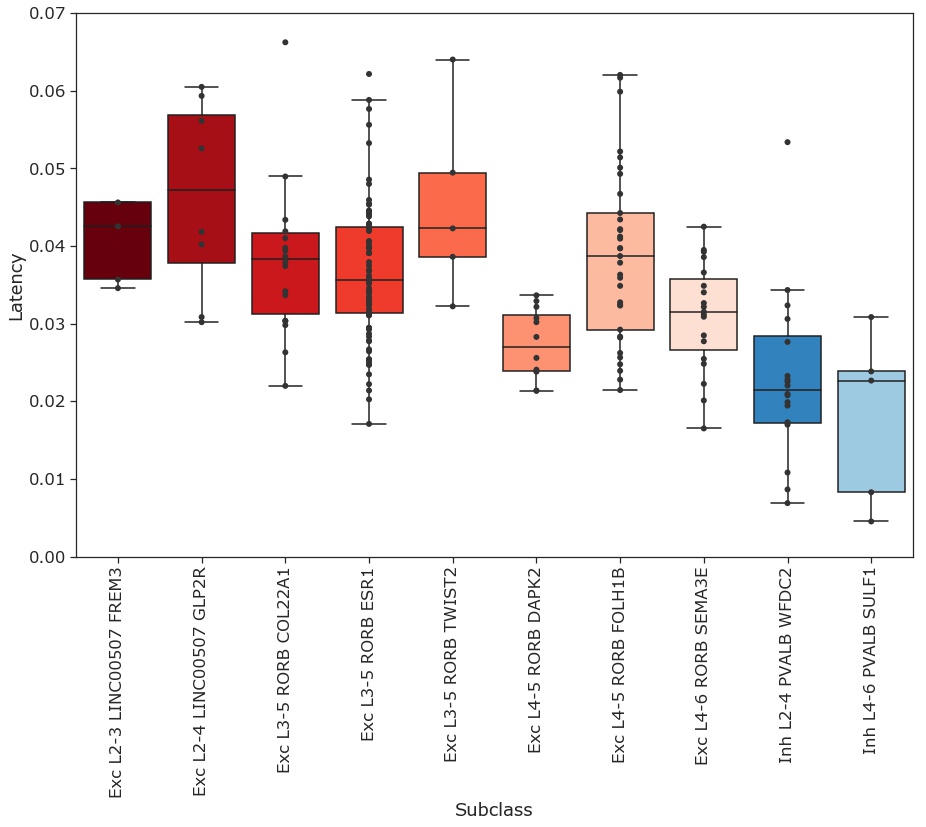 0.07
0.06
0.05
0.04
0.03
0.02
0.01
0.00
Latency
Exc L2-3 LINC00507 FREM3
Exc L2-4 LINC00507 GLP2R
Exc L3-5 RORB COL22A1
Exc L3-5 RORB ESR1
Exc L3-5 RORB TWIST2
Exc L4-5 RORB DAPK2
Exc L4-5 RORB FOLH1B
Exc L4-6 RORB SEMA3E
Inh L2-4 PVALB WFDC2
Inh L4-6 PVALB SULF1
Subclass